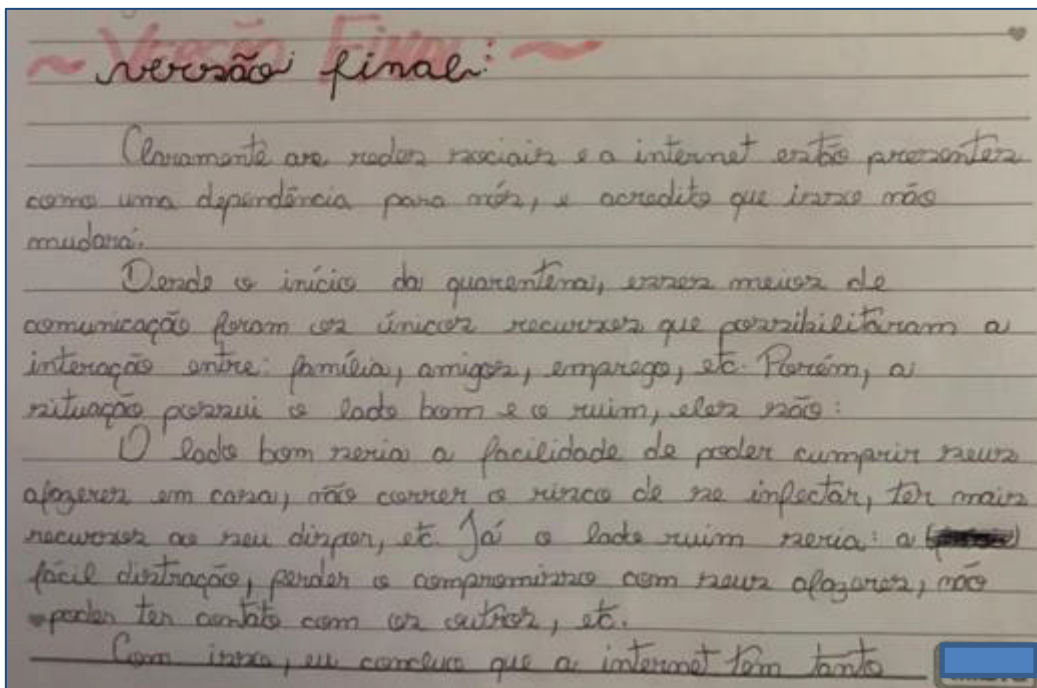 ~ Versão Final: ~
versão final:
Claramente as redes sociais e a internet estão presentes
como uma dependência para nós, e acredito que isso não
mudará.
Desde o início da quarentena, esses meios de
comunicação foram os únicos recursos que possibilitaram a
interação entre: família, amigos, emprego, etc. Porém, a
situação possui o lado bom e o ruim, eles são:
O lado bom seria a facilidade de poder cumprir seus
afazeres em casa, não correr o risco de se infectar, ter mais
recursos ao seu dispor, etc. Já o lado ruim seria: a
fácil distração, perder o compromisso com seus afazeres, não
poder ter contato com os outros, etc.
Com isso, eu concluo que a internet tem tanto